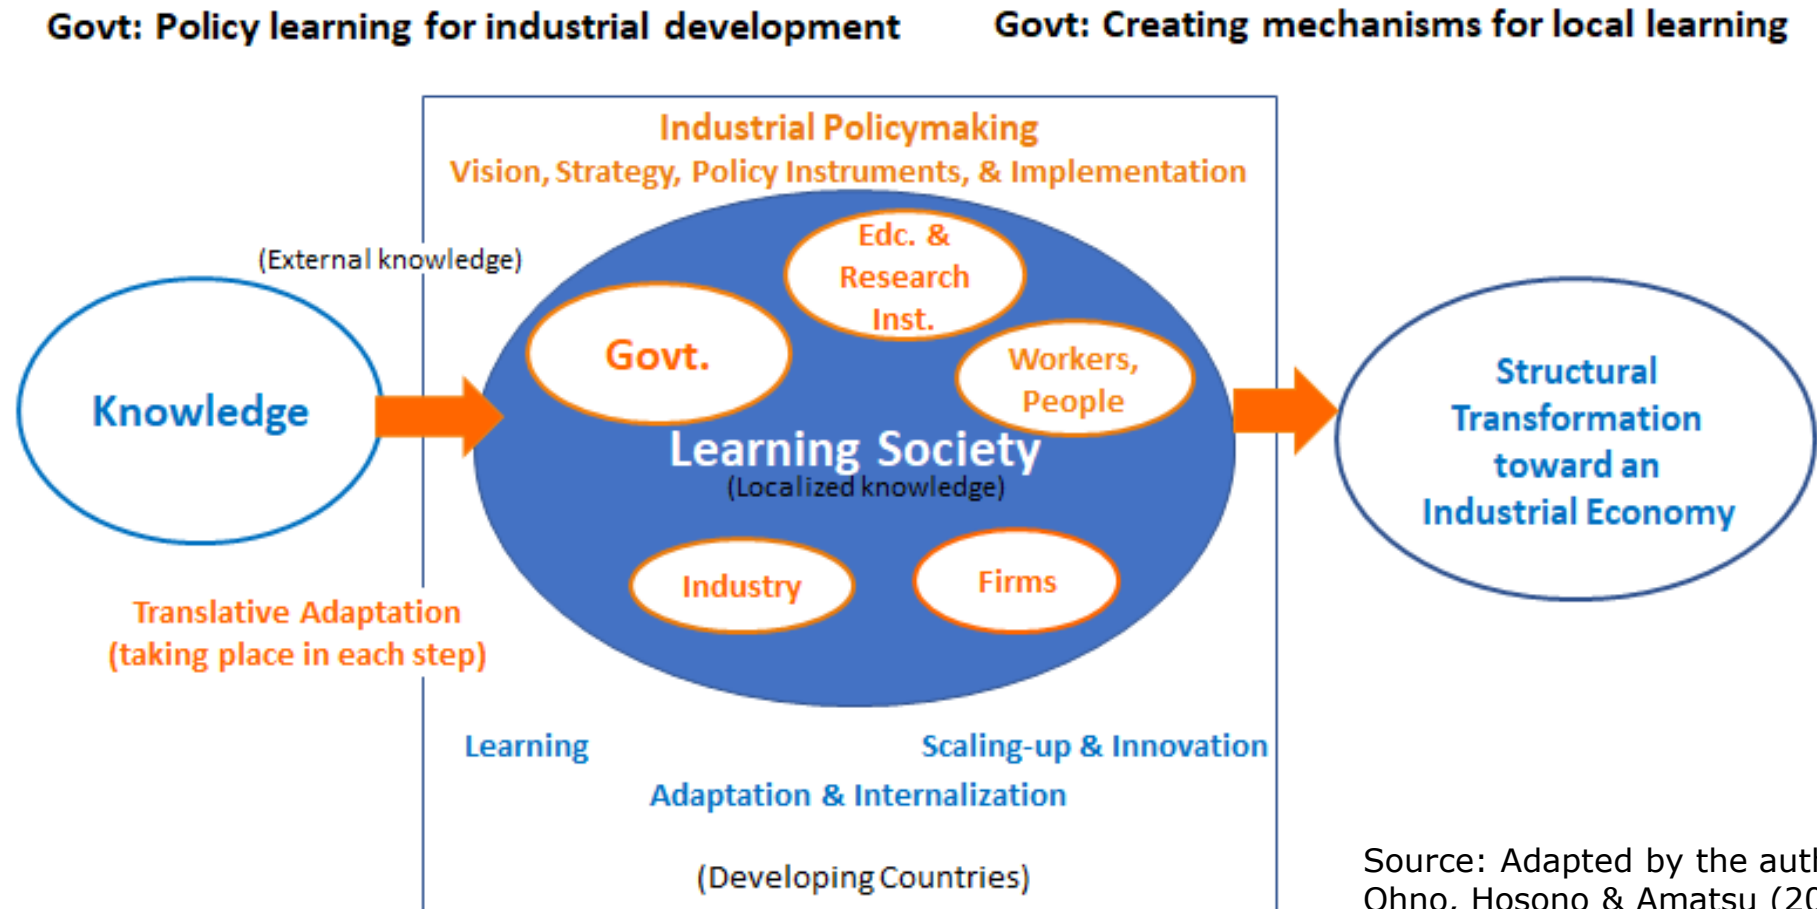 Govt: Policy learning for industrial development
Govt: Creating mechanisms for local learning
Industrial Policymaking
Vision, Strategy, Policy Instruments, & Implementation
(External knowledge)
Knowledge
Edc. &
Research
Inst.
Govt.
Workers,
People
Learning Society
(Localized knowledge)
Industry
Firms
Structural
Transformation
toward an
Industrial Economy
Translative Adaptation
(taking place in each step)
Learning
Scaling-up & Innovation
Adaptation & Internalization
(Developing Countries)
Source: Adapted by the
Ohno, Hosono & Amatsu